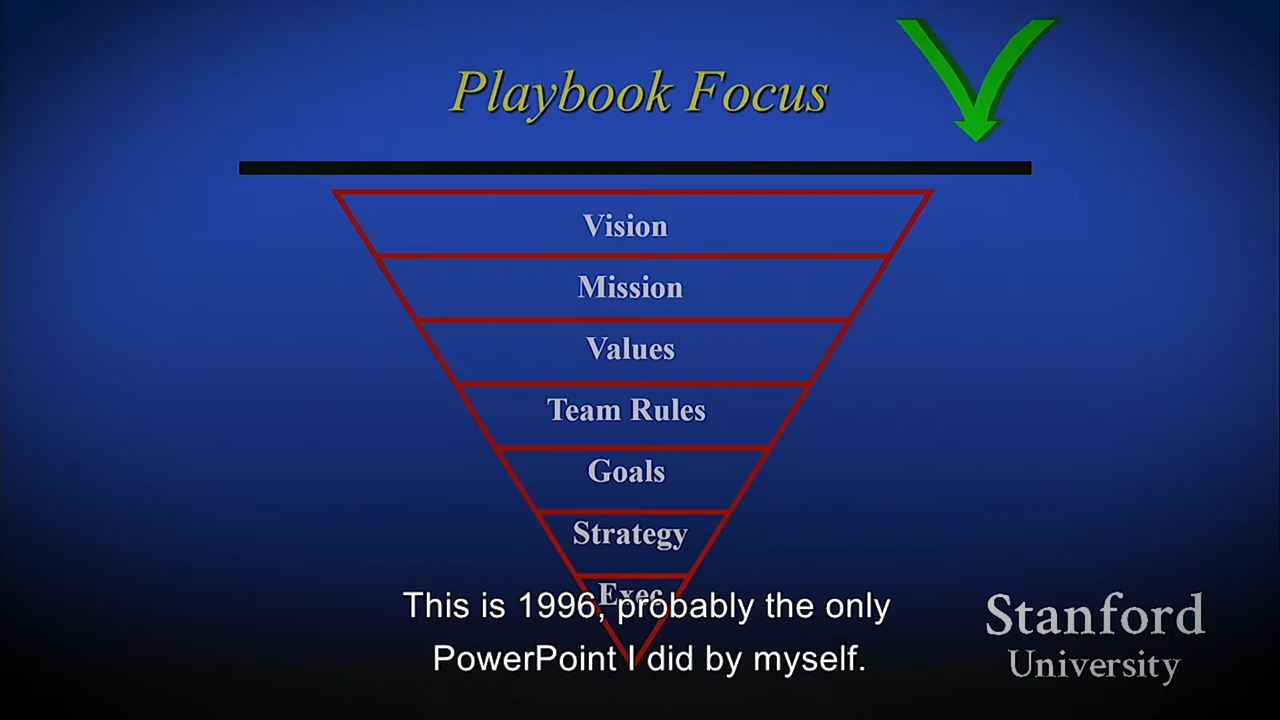 Playbook Focus
Vision
Mission
Values
Team Rules
Goals
Strategy
Exec
This is 1996, probably the only
PowerPoint I did by myself.
Stanford
University